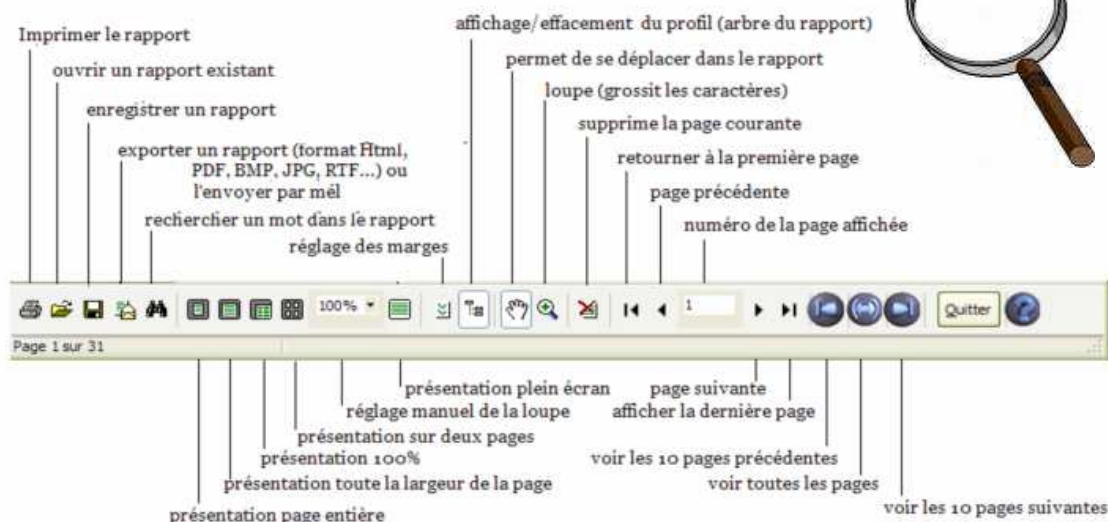 affichage/effacement du profil (arbre du rapport)
Imprimer le rapport
permet de se déplacer dans le rapport
ouvrir un rapport existant
loupe (grossit les caractères)
enregistrer un rapport
supprime la page courante
exporter un rapport (format Html,
PDF, BMP, JPG, RTF...) ou
l'envoyer par mél
retourner à la première page
page précédente
rechercher un mot dans le rapport
numéro de la page affichée
réglage des marges
100%
1
Quitter
?
Page 1 sur 31
présentation plein écran
page suivante
réglage manuel de la loupe
afficher la dernière page
présentation sur deux pages
présentation 100%
voir les 10 pages précédentes
présentation toute la largeur de la page
voir toutes les pages
présentation page entière
voir les 10 pages suivantes